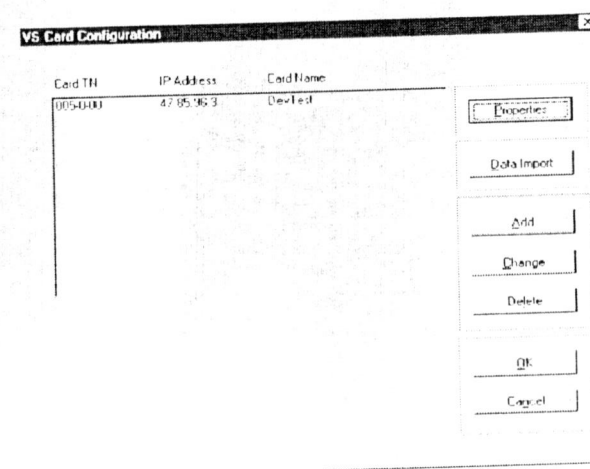 VS Card Configuration
Card TN IP Address Card Name
005-0-00 47.85.96.3 DevTest
Properties
Data Import
Add
Change
Delete
OK
Cancel